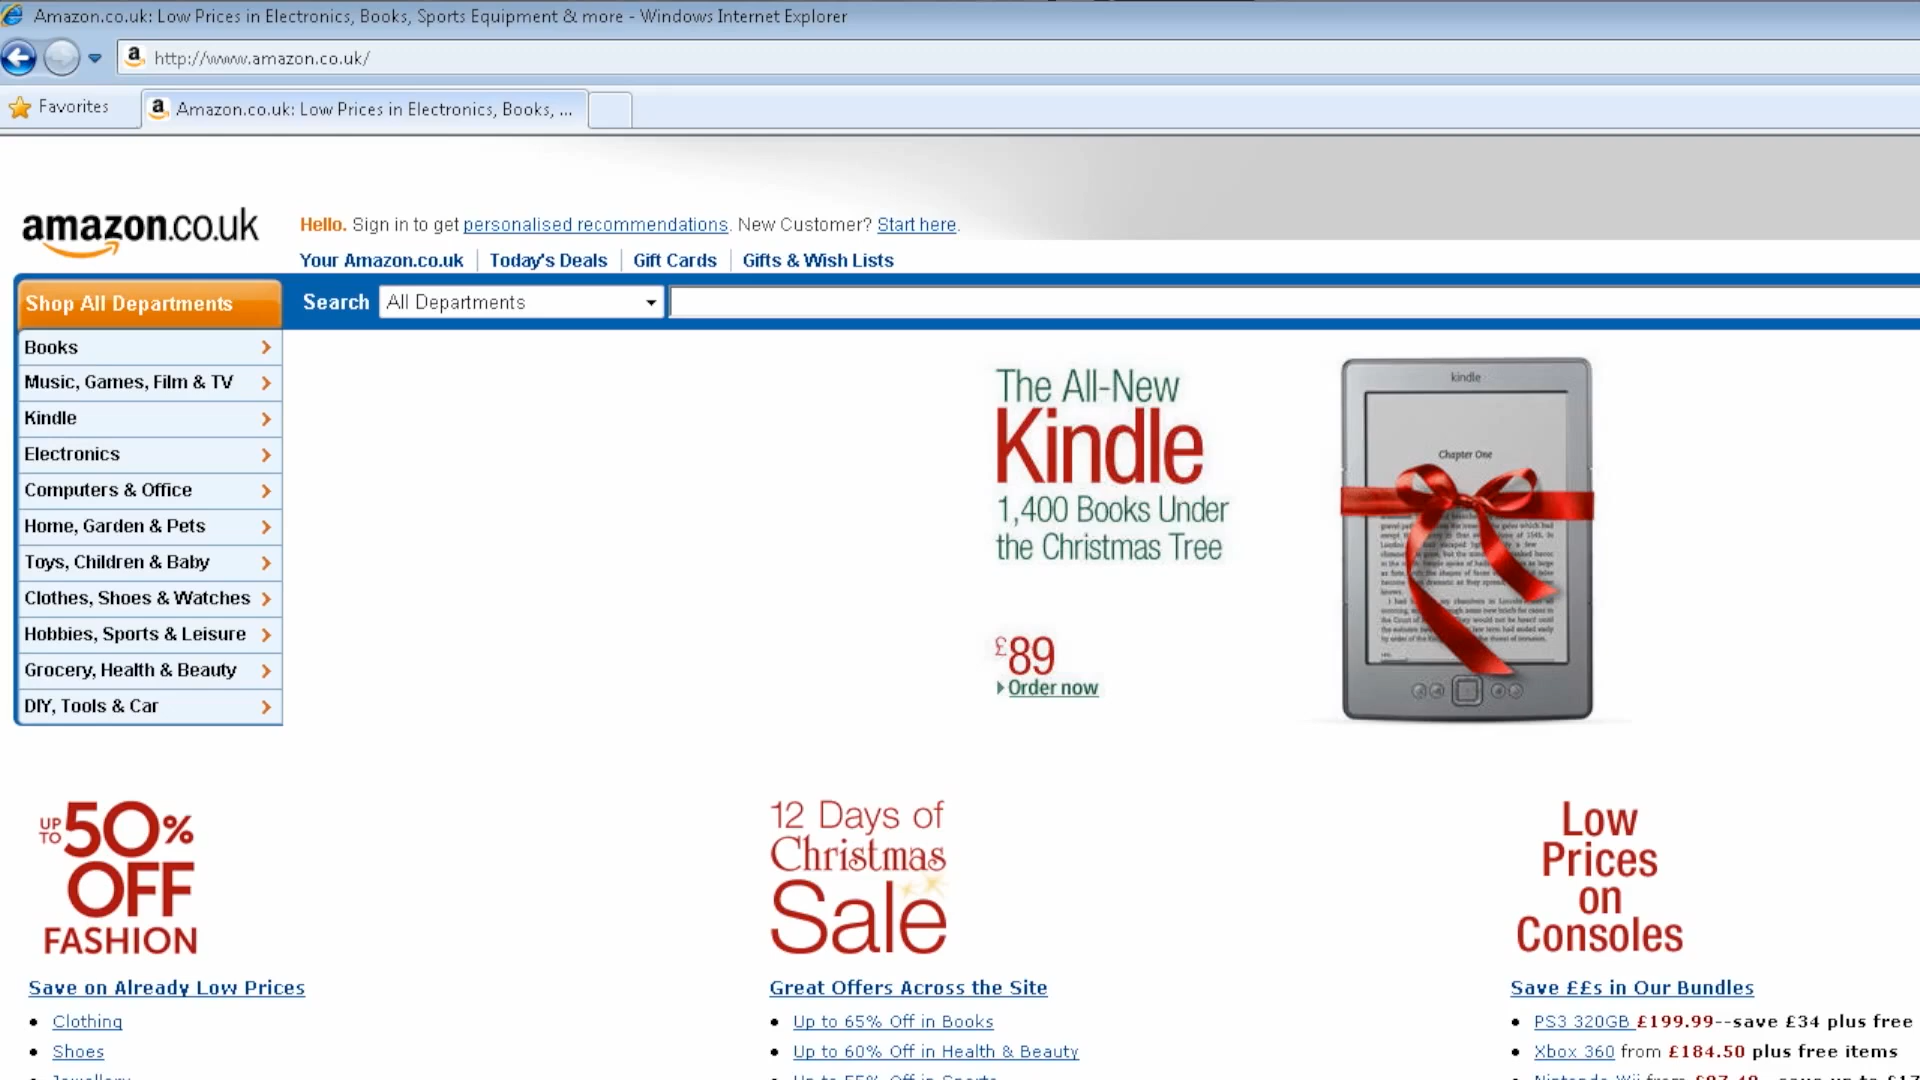 Amazon.co.uk: Low Prices in Electronics, Books, Sports Equipment & more - Windows Internet Explorer
http://www.amazon.co.uk/
Favorites
Amazon.co.uk: Low Prices in Electronics, Books, ...
amazon.co.uk
Hello. Sign in to get personalised recommendations. New Customer? Start here.
Your Amazon.co.uk
Today's Deals
Gift Cards
Gifts & Wish Lists
Shop All Departments
Search
All Departments
Books
Music, Games, Film & TV
Kindle
Electronics
Computers & Office
Home, Garden & Pets
Toys, Children & Baby
Clothes, Shoes & Watches
Hobbies, Sports & Leisure
Grocery, Health & Beauty
DIY, Tools & Car
The All-New
Kindle
1,400 Books Under
the Christmas Tree
£89
Order now
kindle
Chapter One
UP TO 50%
OFF
FASHION
Save on Already Low Prices
Clothing
Shoes
12 Days of
Christmas
Sale
Great Offers Across the Site
Up to 65% Off in Books
Up to 60% Off in Health & Beauty
Low
Prices
on
Consoles
Save ££s in Our Bundles
PS3 320GB £199.99--save £34 plus free
Xbox 360 from £184.50 plus free items